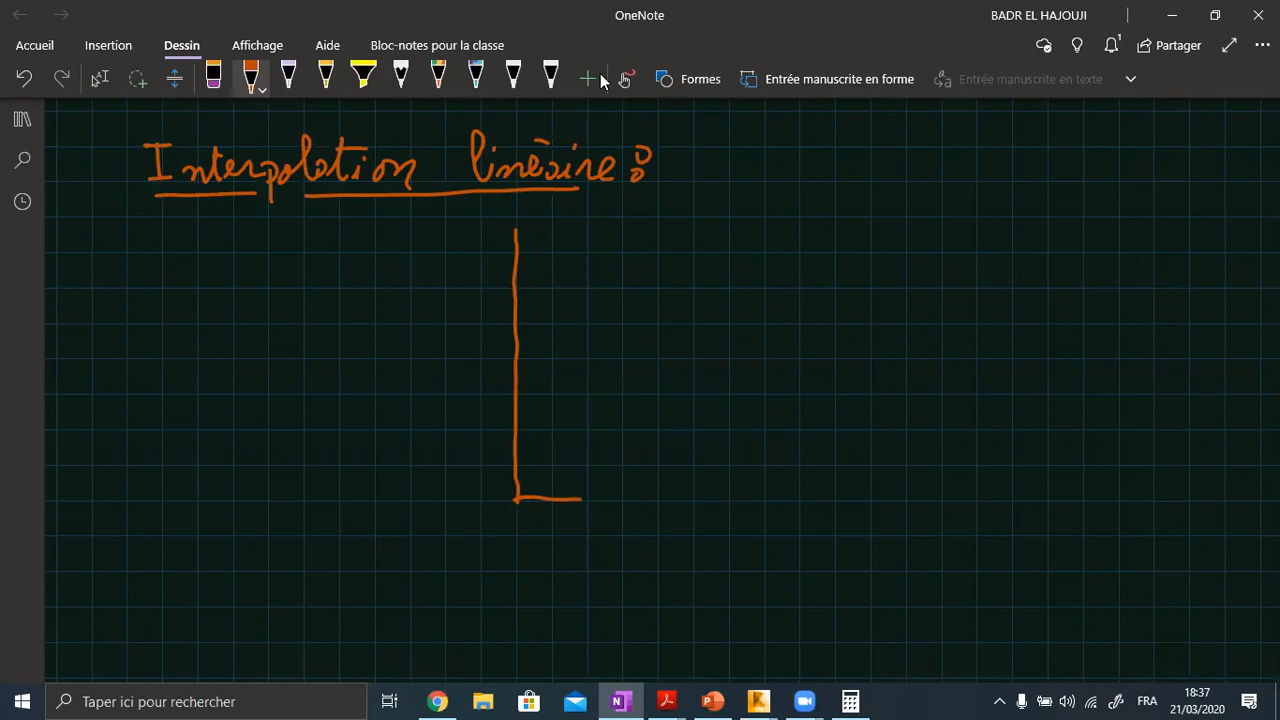 OneNote
BADR EL HAJOUJI
Accueil Insertion Dessin Affichage Aide Bloc-notes pour la classe
Partager
Formes Entrée manuscrite en forme Entrée manuscrite en texte
Interpolation linéaire :
Taper ici pour rechercher
FRA
18:37
21/03/2020
1